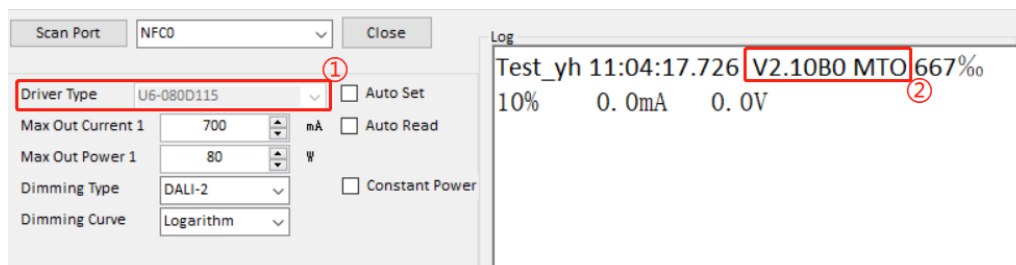 Scan Port NFC0 Close
Log
①
Driver Type U6-080D115 Auto Set
Max Out Current 1 700 mA Auto Read
Max Out Power 1 80 W
Dimming Type DALI-2 Constant Power
Dimming Curve Logarithm
Test_yh 11:04:17.726 V2.10B0 MTO 667‰
②
10% 0.0mA 0.0V